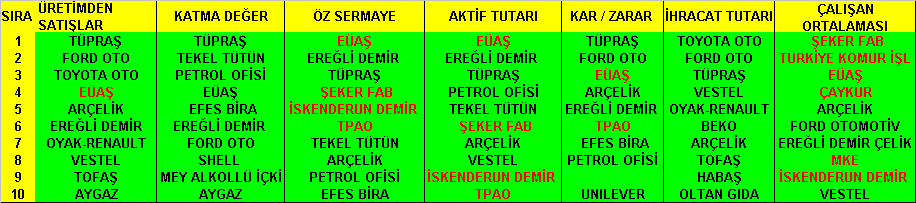 SIRA ÜRETİMDEN SATIŞLAR KATMA DEĞER ÖZ SERMAYE AKTİF TUTARI KAR / ZARAR İHRACAT TUTARI ÇALIŞAN ORTALAMASI
1 TÜPRAŞ TÜPRAŞ EÜAŞ EÜAŞ TÜPRAŞ TOYOTA OTO ŞEKER FAB
2 FORD OTO TEKEL TÜTÜN EREĞLİ DEMİR EREĞLİ DEMİR FORD OTO FORD OTO TÜRKİYE KÖMÜR İŞL
3 TOYOTA OTO PETROL OFİSİ TÜPRAŞ TÜPRAŞ EÜAŞ TÜPRAŞ EÜAŞ
4 EÜAŞ EÜAŞ ŞEKER FAB PETROL OFİSİ ARÇELİK VESTEL ÇAYKUR
5 ARÇELİK EFES BİRA İSKENDERUN DEMİR TEKEL TÜTÜN EREĞLİ DEMİR OYAK-RENAULT ARÇELİK
6 EREĞLİ DEMİR EREĞLİ DEMİR TPAO ŞEKER FAB TPAO BEKO FORD OTOMOTİV
7 OYAK-RENAULT FORD OTO TEKEL TÜTÜN ARÇELİK EFES BİRA ARÇELİK EREĞLİ DEMİR ÇELİK
8 VESTEL SHELL ARÇELİK VESTEL PETROL OFİSİ TOFAŞ MKE
9 TOFAŞ MEY ALKOLLÜ İÇKİ PETROL OFİSİ İSKENDERUN DEMİR HABAŞ İSKENDERUN DEMİR
10 AYGAZ AYGAZ EFES BİRA TPAO UNILEVER OLTAN GIDA VESTEL